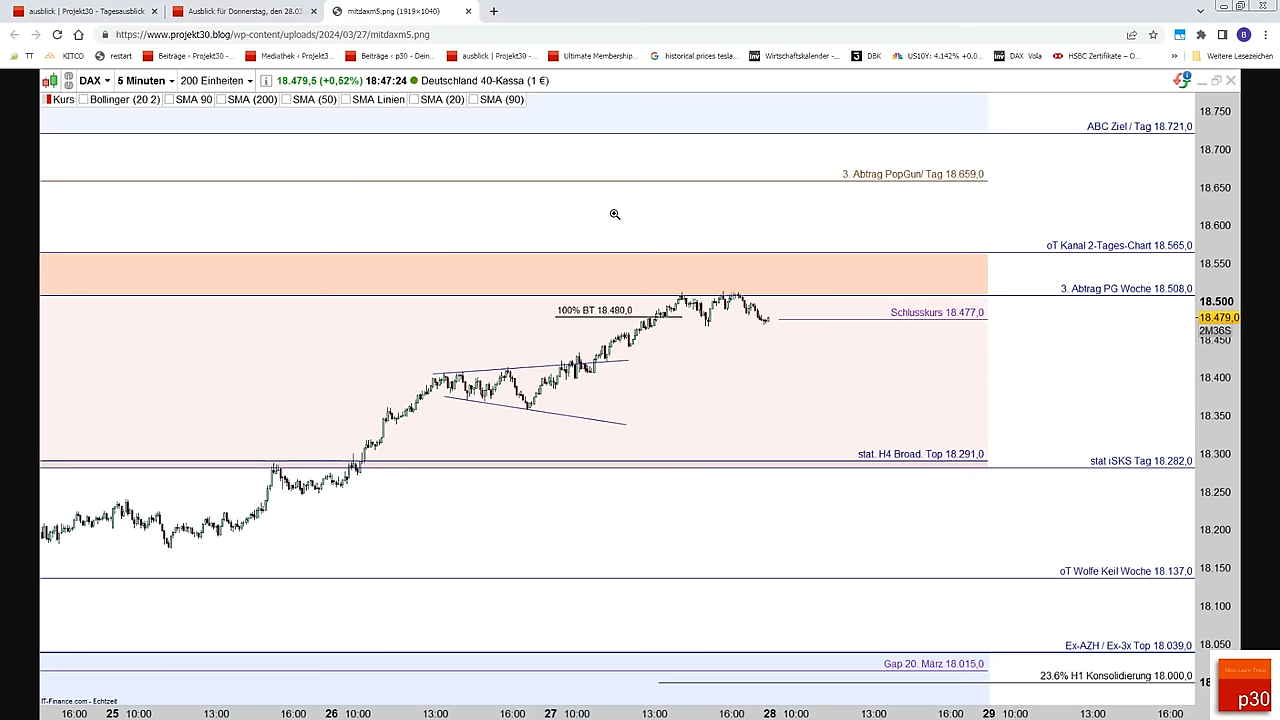 ausblick | Projekt30 - Tagesausblick
Ausblick für Donnerstag, den 28.03
mitdaxm5.png (1919×1040)
https://www.projekt30.blog/wp-content/uploads/2024/03/27/mitdaxm5.png
B
TT
KITCO
restart
Beiträge ‹ Projekt30 -...
Mediathek ‹ Projekt3...
Beiträge ‹ p30 - Dein...
ausblick | Projekt30 -...
Ultimate Membership...
historical prices tesla...
Wirtschaftskalender -...
DBK
US10Y: 4.142% +0.0...
DAX Vola
HSBC Zertifikate – O...
Weitere Lesezeichen
DAX
5 Minuten
200 Einheiten
18.479,5 (+0,52%)
18:47:24
Deutschland 40-Kassa (1 €)
Kurs
Bollinger (20 2)
SMA 90
SMA (200)
SMA (50)
SMA Linien
SMA (20)
SMA (90)
18.750
ABC Ziel / Tag 18.721,0
18.700
3. Abtrag PopGun/ Tag 18.659,0
18.650
18.600
oT Kanal 2-Tages-Chart 18.565,0
18.550
3. Abtrag PG Woche 18.508,0
18.500
100% BT 18.480,0
Schlusskurs 18.477,0
18.479,0
2M36S
18.450
18.400
18.350
stat. H4 Broad. Top 18.291,0
18.300
stat iSKS Tag 18.282,0
18.250
18.200
18.150
oT Wolfe Keil Woche 18.137,0
18.100
18.050
Ex-AZH / Ex-3x Top 18.039,0
Gap 20. März 18.015,0
23,6% H1 Konsolidierung 18.000,0
18
p30
IT-Finance.com - Echtzeit
16:00
25
10:00
13:00
16:00
26
10:00
13:00
16:00
27
10:00
13:00
16:00
28
10:00
13:00
16:00
29
10:00
13:00
16:00